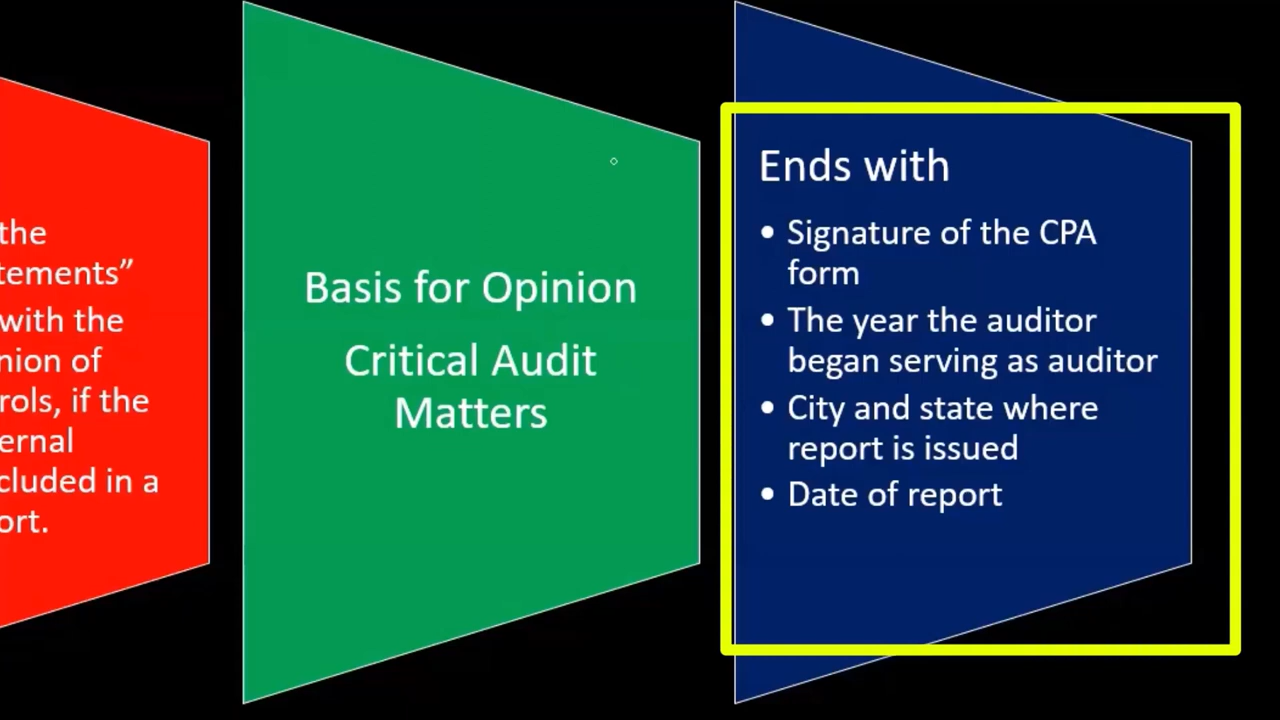 the
tements”
with the
nion of
rols, if the
ernal
cluded in a
ort.
Basis for Opinion
Critical Audit
Matters
Ends with
• Signature of the CPA
form
• The year the auditor
began serving as auditor
• City and state where
report is issued
• Date of report